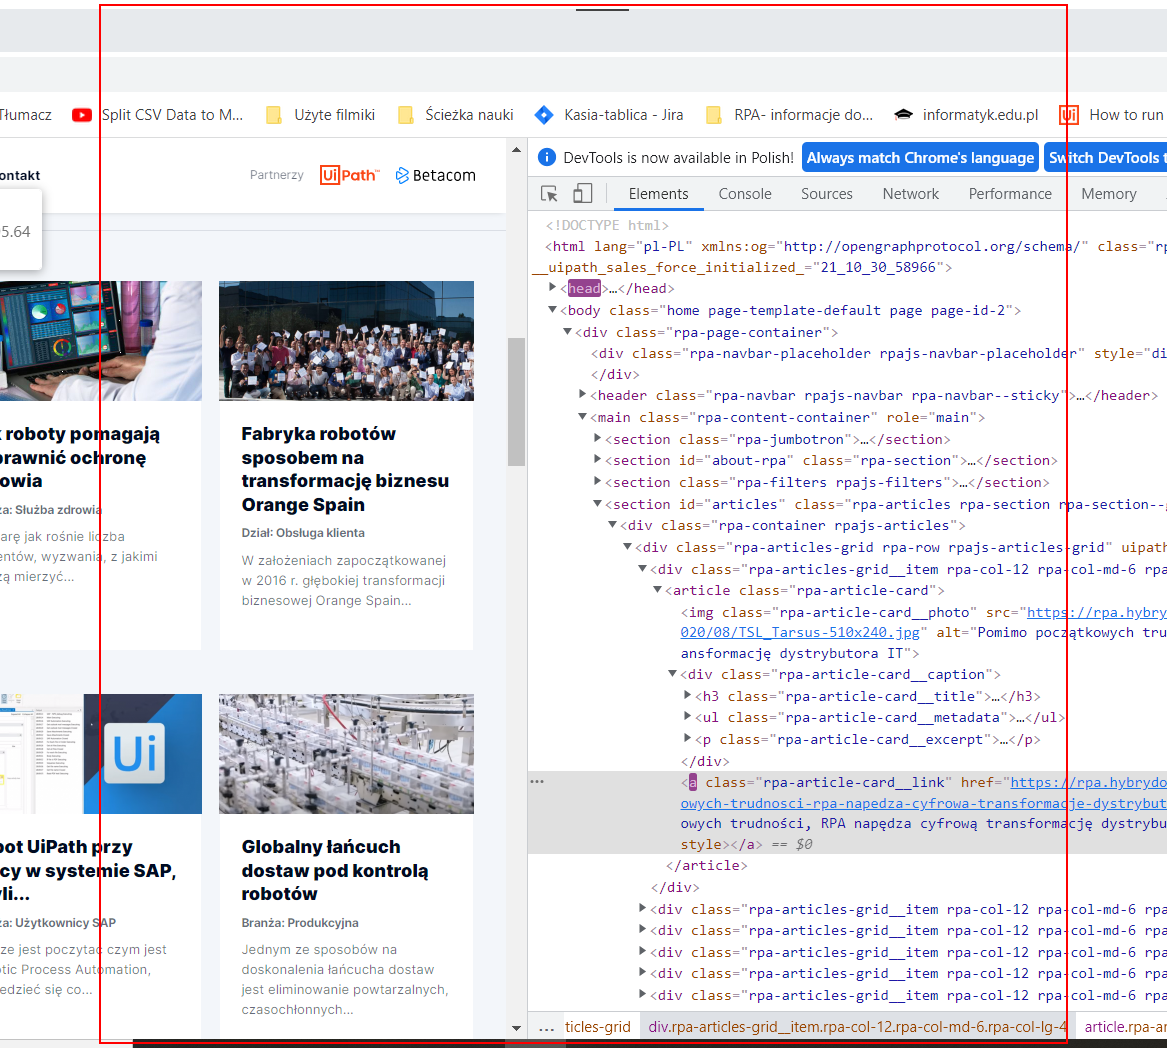 Tłumacz Split CSV Data to M... Użyte filmiki Ścieżka nauki Kasia-tablica - Jira RPA- informacje do... informatyk.edu.pl How to run
ontakt Partnerzy UiPath Betacom
5.64
roboty pomagają
prawnić ochronę
owia
za: Służba zdrowia
arę jak rośnie liczba
entów, wyzwania, z jakimi
zą mierzyć...
Fabryka robotów
sposobem na
transformację biznesu
Orange Spain
Dział: Obsługa klienta
W założeniach zapoczątkowanej
w 2016 r. głębokiej transformacji
biznesowej Orange Spain...
Ui
bot UiPath przy
cy w systemie SAP,
yli...
za: Użytkownicy SAP
ze jest poczytać czym jest
otic Process Automation,
edzieć się co...
Globalny łańcuch
dostaw pod kontrolą
robotów
Branża: Produkcyjna
Jednym ze sposobów na
doskonalenia łańcucha dostaw
jest eliminowanie powtarzalnych,
czasochłonnych...
DevTools is now available in Polish! Always match Chrome's language Switch DevTools t
Elements Console Sources Network Performance Memory
<!DOCTYPE html>
<html lang="pl-PL" xmlns:og="http://opengraphprotocol.org/schema/" class="rp
__uipath_sales_force_initialized_="21_10_30_58966">
<head>…</head>
<body class="home page-template-default page page-id-2">
<div class="rpa-page-container">
<div class="rpa-navbar-placeholder rpajs-navbar-placeholder" style="di
</div>
<header class="rpa-navbar rpajs-navbar rpa-navbar--sticky">…</header>
<main class="rpa-content-container" role="main">
<section class="rpa-jumbotron">…</section>
<section id="about-rpa" class="rpa-section">…</section>
<section class="rpa-filters rpajs-filters">…</section>
<section id="articles" class="rpa-articles rpa-section rpa-section--g
<div class="rpa-container rpajs-articles">
<div class="rpa-articles-grid rpa-row rpajs-articles-grid" uipath
<div class="rpa-articles-grid__item rpa-col-12 rpa-col-md-6 rpa
<article class="rpa-article-card">
<img class="rpa-article-card__photo" src="https://rpa.hybryd
020/08/TSL_Tarsus-510x240.jpg" alt="Pomimo początkowych tru
ansformację dystrybutora IT">
<div class="rpa-article-card__caption">
<h3 class="rpa-article-card__title">…</h3>
<ul class="rpa-article-card__metadata">…</ul>
<p class="rpa-article-card__excerpt">…</p>
</div>
<a class="rpa-article-card__link" href="https://rpa.hybrydo
owych-trudnosci-rpa-napedza-cyfrowa-transformacje-dystrybut
owych trudności, RPA napędza cyfrową transformację dystrybu
style></a> == $0
</article>
</div>
<div class="rpa-articles-grid__item rpa-col-12 rpa-col-md-6 rpa
<div class="rpa-articles-grid__item rpa-col-12 rpa-col-md-6 rpa
<div class="rpa-articles-grid__item rpa-col-12 rpa-col-md-6 rpa
<div class="rpa-articles-grid__item rpa-col-12 rpa-col-md-6 rpa
<div class="rpa-articles-grid__item rpa-col-12 rpa-col-md-6 rpa
... ticles-grid div.rpa-articles-grid__item.rpa-col-12.rpa-col-md-6.rpa-col-lg-4 article.rpa-ar